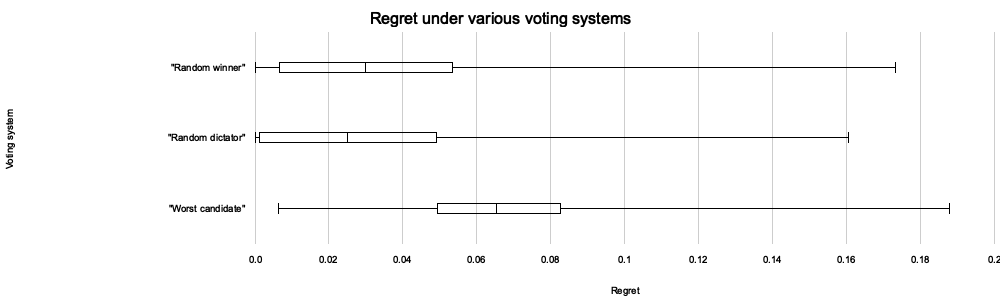 Regret under various voting systems
Voting system
"Random winner"
"Random dictator"
"Worst candidate"
0.0 0.02 0.04 0.06 0.08 0.1 0.12 0.14 0.16 0.18 0.2
Regret